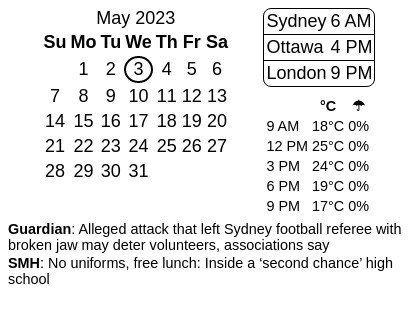 May 2023
Su Mo Tu We Th Fr Sa
1 2 3 4 5 6
7 8 9 10 11 12 13
14 15 16 17 18 19 20
21 22 23 24 25 26 27
28 29 30 31
Sydney 6 AM
Ottawa 4 PM
London 9 PM
°C ☂
9 AM 18°C 0%
12 PM 25°C 0%
3 PM 24°C 0%
6 PM 19°C 0%
9 PM 17°C 0%
Guardian: Alleged attack that left Sydney football referee with
broken jaw may deter volunteers, associations say
SMH: No uniforms, free lunch: Inside a ‘second chance’ high
school